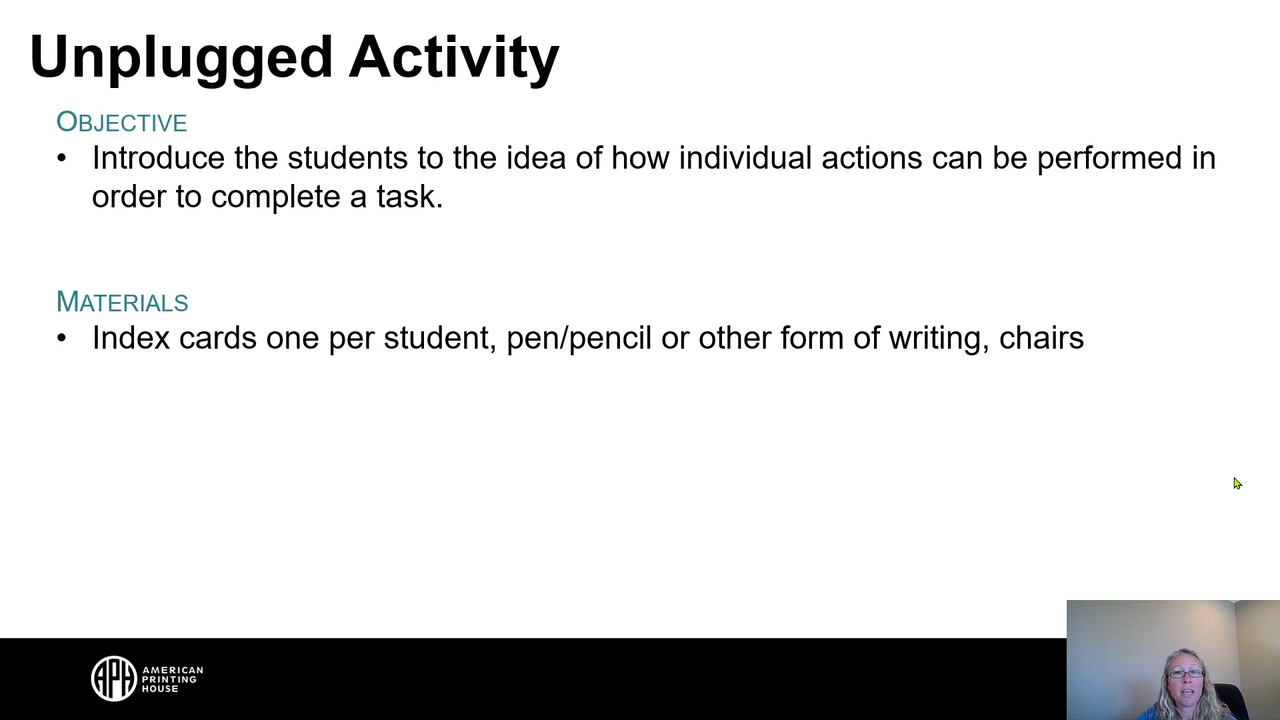 Unplugged Activity
OBJECTIVE
• Introduce the students to the idea of how individual actions can be performed in
order to complete a task.
MATERIALS
• Index cards one per student, pen/pencil or other form of writing, chairs
APH
AMERICAN
PRINTING
HOUSE